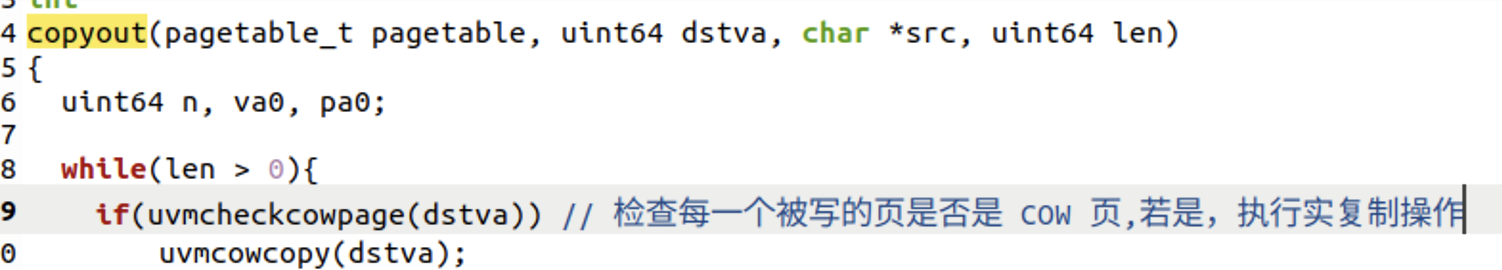 int
4 copyout(pagetable_t pagetable, uint64 dstva, char *src, uint64 len)
5 {
6 uint64 n, va0, pa0;
7
8 while(len > 0){
9 if(uvmcheckcowpage(dstva)) // 检查每一个被写的页是否是 COW 页,若是，执行实复制操作
0 uvmcowcopy(dstva);